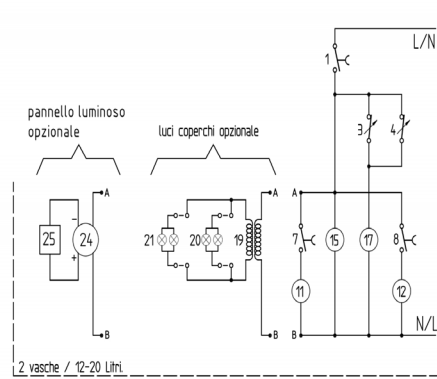 L/N
1
pannello luminoso
opzionale
luci coperchi opzionale
3
4
A
A
A
25
24
-
+
21
20
19
7
15
17
8
11
12
B
B
B
N/L
2 vasche / 12-20 Litri.